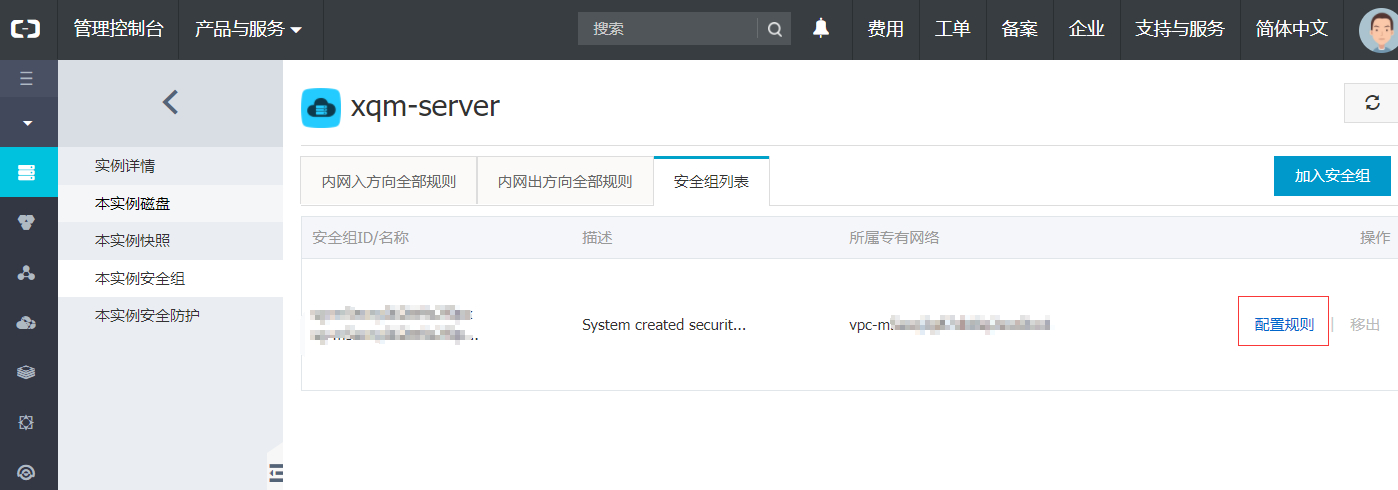 管理控制台 产品与服务 搜索 费用 工单 备案 企业 支持与服务 简体中文
xqm-server
实例详情
本实例磁盘
本实例快照
本实例安全组
本实例安全防护
内网入方向全部规则 内网出方向全部规则 安全组列表 加入安全组
安全组ID/名称 描述 所属专有网络 操作
System created securit... vpc-m 配置规则 | 移出